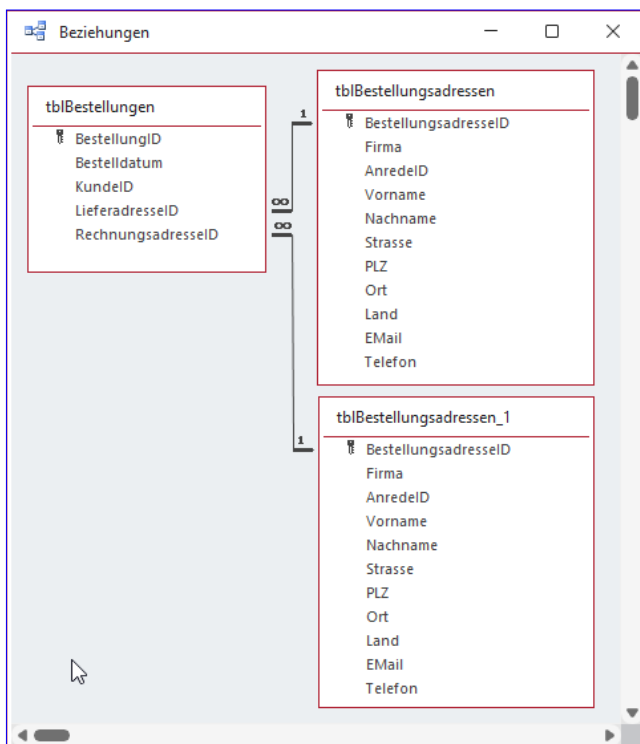 Beziehungen
tblBestellungen
BestellungID
Bestelldatum
KundeID
LieferadresseID
RechnungsadresseID
1
∞
∞
1
tblBestellungsadressen
BestellungsadresseID
Firma
AnredeID
Vorname
Nachname
Strasse
PLZ
Ort
Land
EMail
Telefon
tblBestellungsadressen_1
BestellungsadresseID
Firma
AnredeID
Vorname
Nachname
Strasse
PLZ
Ort
Land
EMail
Telefon